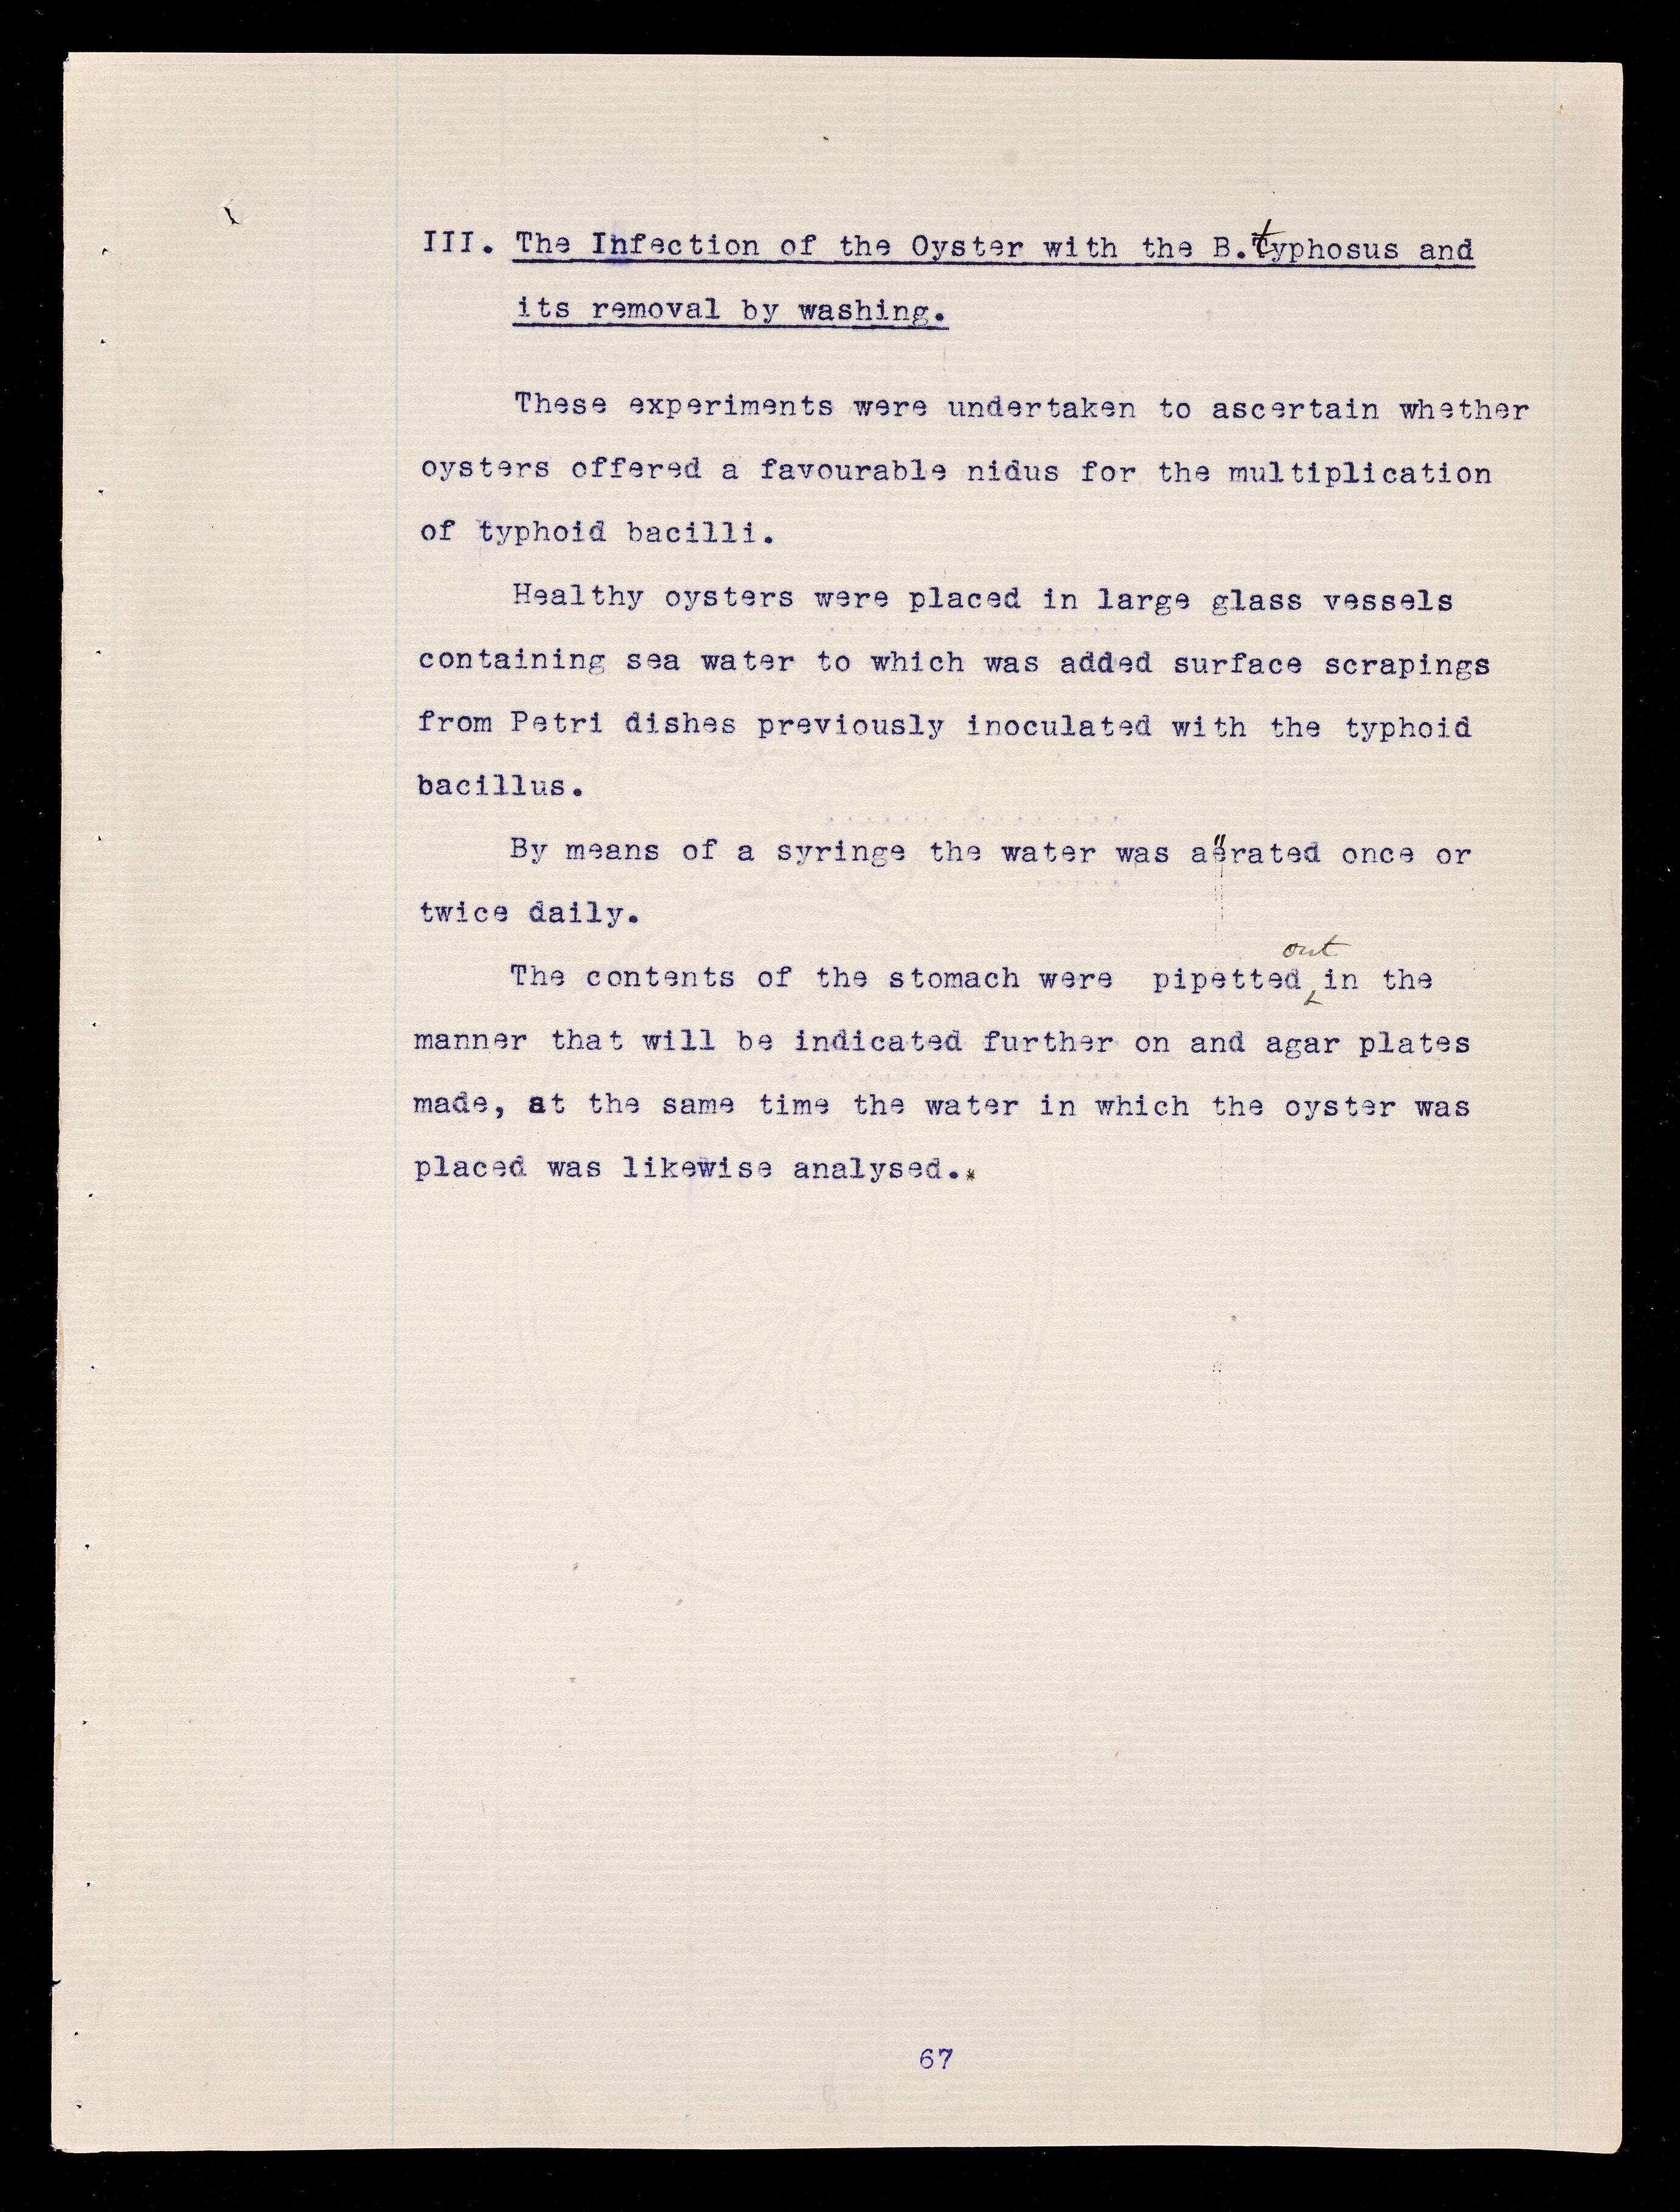 III. The Infection of the Oyster with the B.typhosus and
its removal by washing.
These experiments were undertaken to ascertain whether
oysters offered a favourable nidus for the multiplication
of typhoid bacilli.
Healthy oysters were placed in large glass vessels
containing sea water to which was added surface scrapings
from Petri dishes previously inoculated with the typhoid
bacillus.
By means of a syringe the water was aërated once or
twice daily.
The contents of the stomach were pipetted out in the
manner that will be indicated further on and agar plates
made, at the same time the water in which the oyster was
placed was likewise analysed.*
67